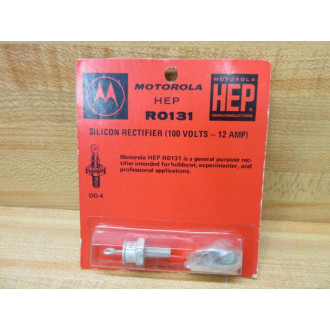 MOTOROLA
HEP
R0131
MOTOROLA
HEP
SEMICONDUCTORS
SILICON RECTIFIER (100 VOLTS – 12 AMP)
Motorola HEP R0131 is a general purpose rec-
tifier intended for hobbyist, experimenter, and
professional applications.
DO-4